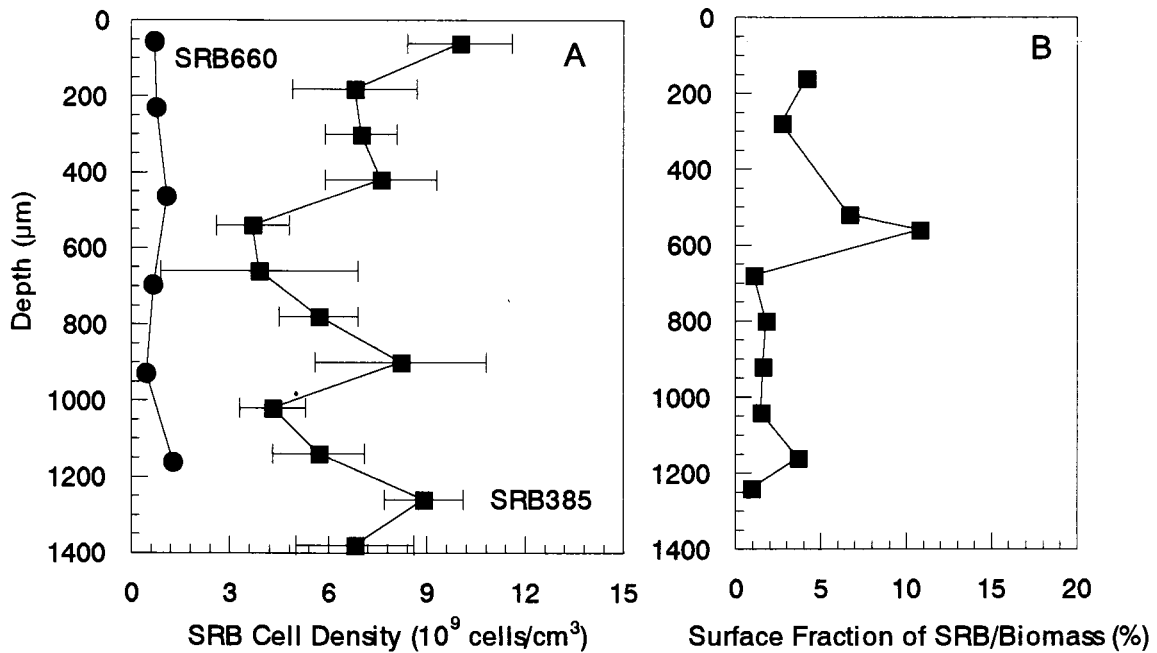 0
200
400
600
800
1000
1200
1400
Depth (µm)
SRB660
A
SRB385
0 3 6 9 12 15
SRB Cell Density (10⁹ cells/cm³)
0
200
400
600
800
1000
1200
1400
B
0 5 10 15 20
Surface Fraction of SRB/Biomass (%)